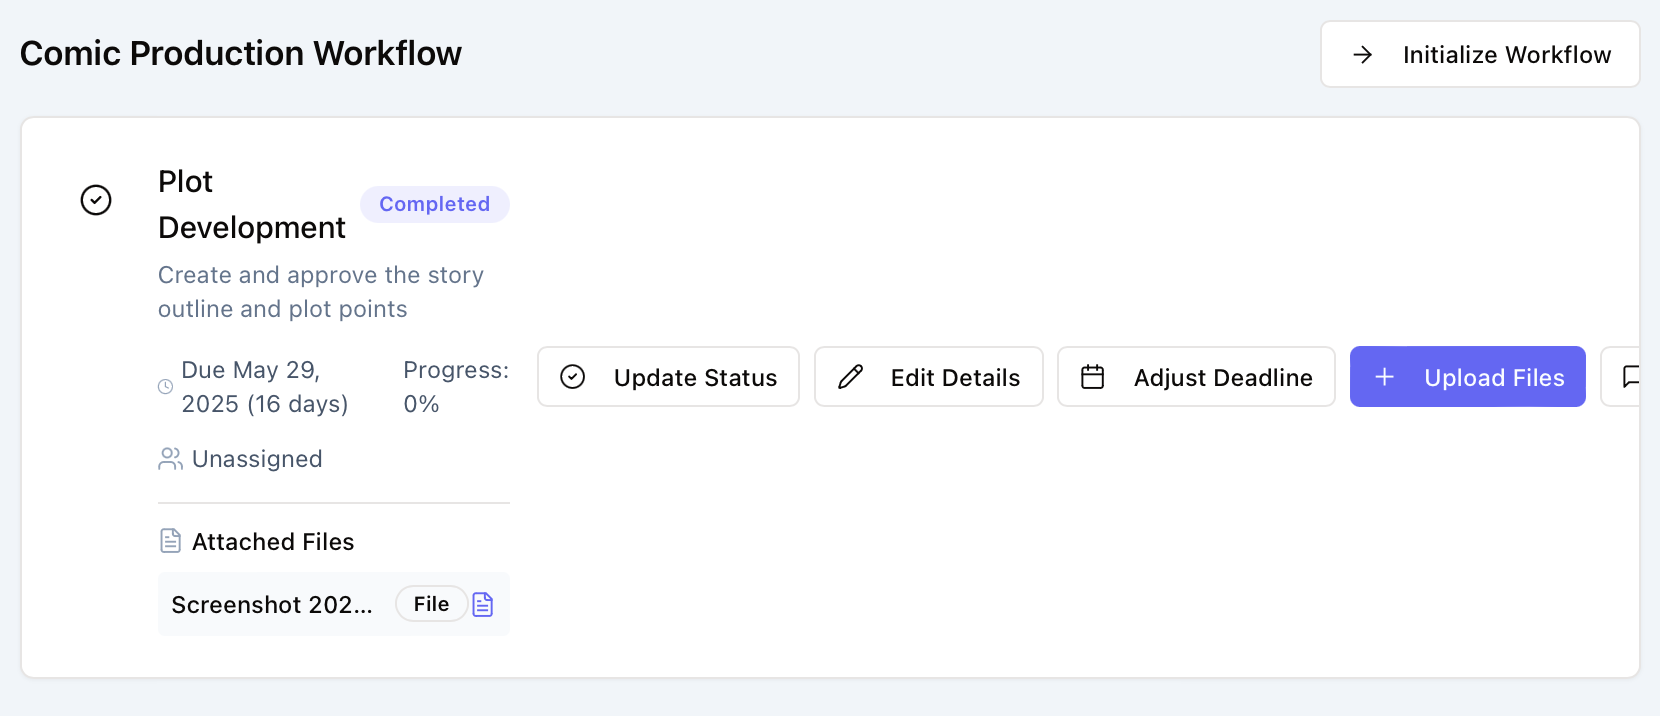 Comic Production Workflow
Initialize Workflow
Plot
Development
Completed
Create and approve the story
outline and plot points
Due May 29,
2025 (16 days)
Progress:
0%
Unassigned
Update Status
Edit Details
Adjust Deadline
Upload Files
Attached Files
Screenshot 202...
File